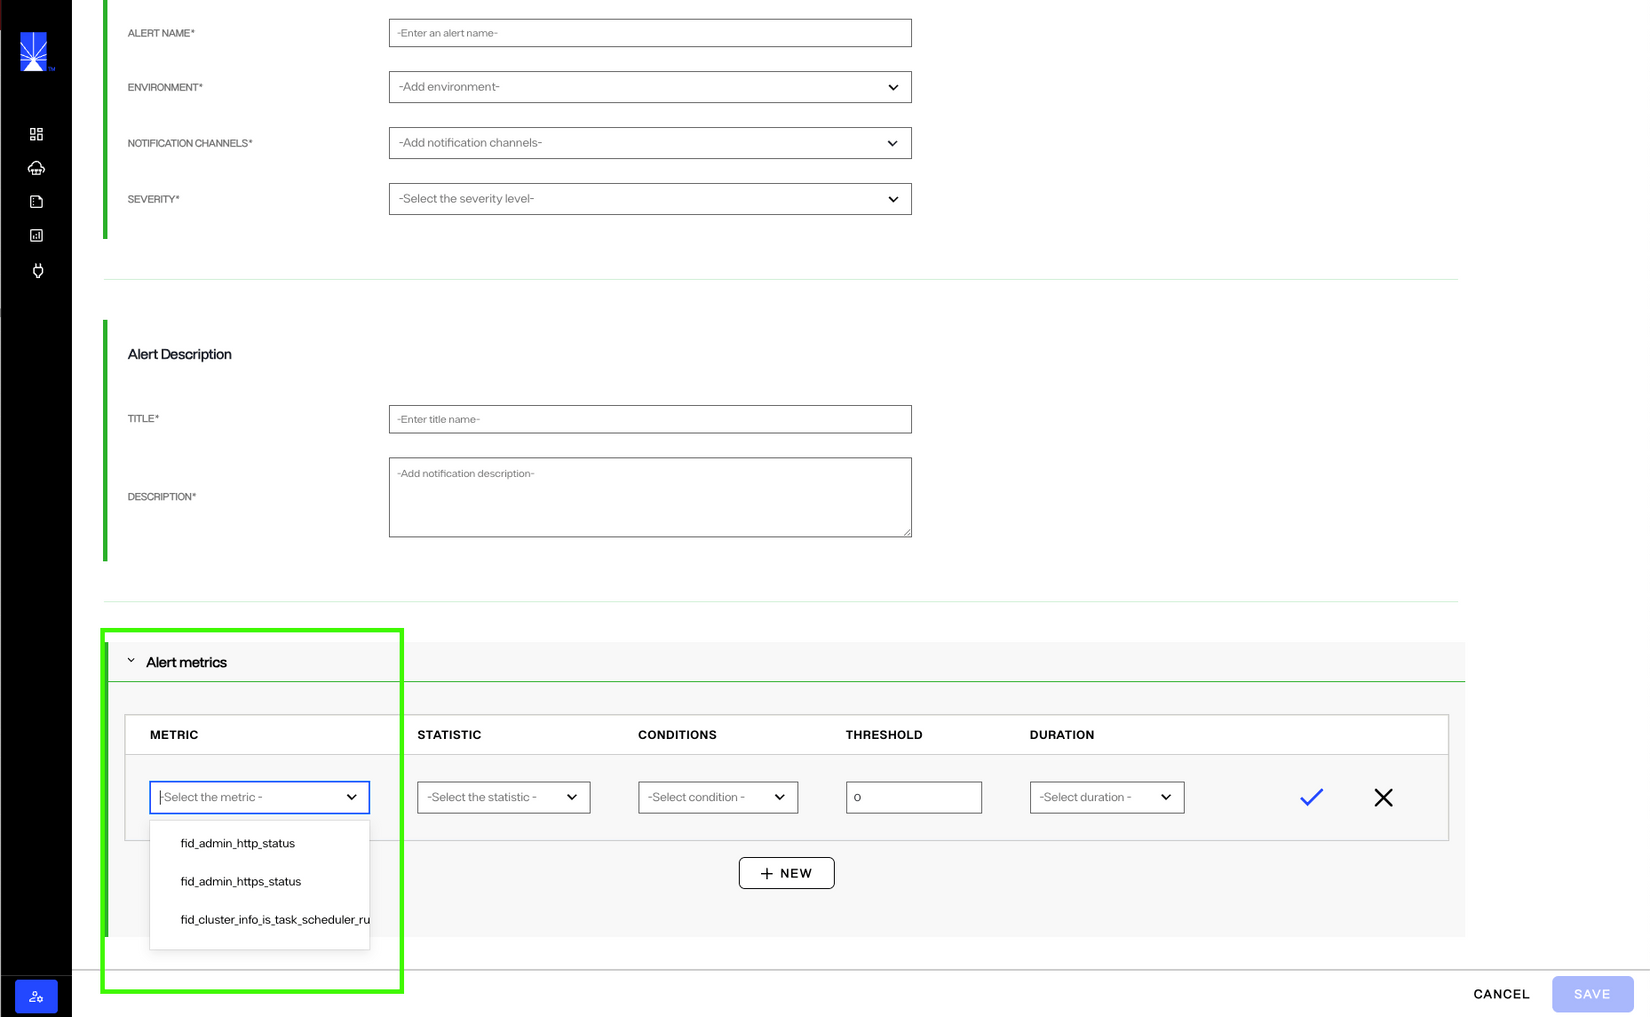 ALERT NAME*
-Enter an alert name-
ENVIRONMENT*
-Add environment-
NOTIFICATION CHANNELS*
-Add notification channels-
SEVERITY*
-Select the severity level-
Alert Description
TITLE*
-Enter title name-
DESCRIPTION*
-Add notification description-
Alert metrics
METRIC STATISTIC CONDITIONS THRESHOLD DURATION
-Select the metric - -Select the statistic - -Select condition - 0 -Select duration -
fid_admin_http_status
fid_admin_https_status
fid_cluster_info_is_task_scheduler_ru
+ NEW
CANCEL SAVE